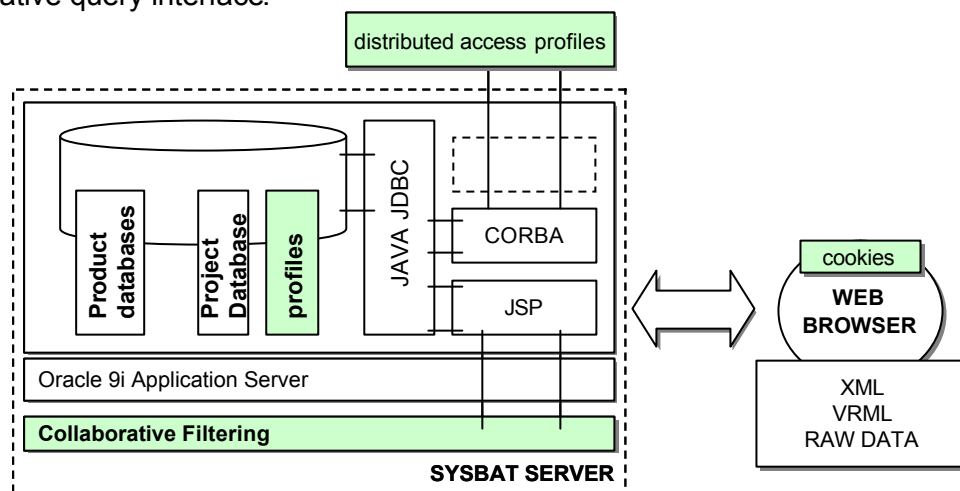 ative query interface.
distributed access profiles
Product
databases
Project
Database
profiles
JAVA JDBC
CORBA
JSP
Oracle 9i Application Server
Collaborative Filtering
SYSBAT SERVER
cookies
WEB
BROWSER
XML
VRML
RAW DATA